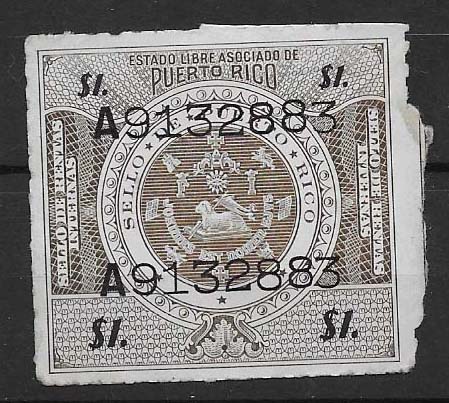 ESTADO LIBRE ASOCIADO DE
PUERTO RICO
$1. $1.
A9132883
SELLO DE PUERTO RICO
F I
SELLO DE RENTAS
INTERNAS
SELLO DE RENTAS
INTERNAS
A9132883
$1. $1.